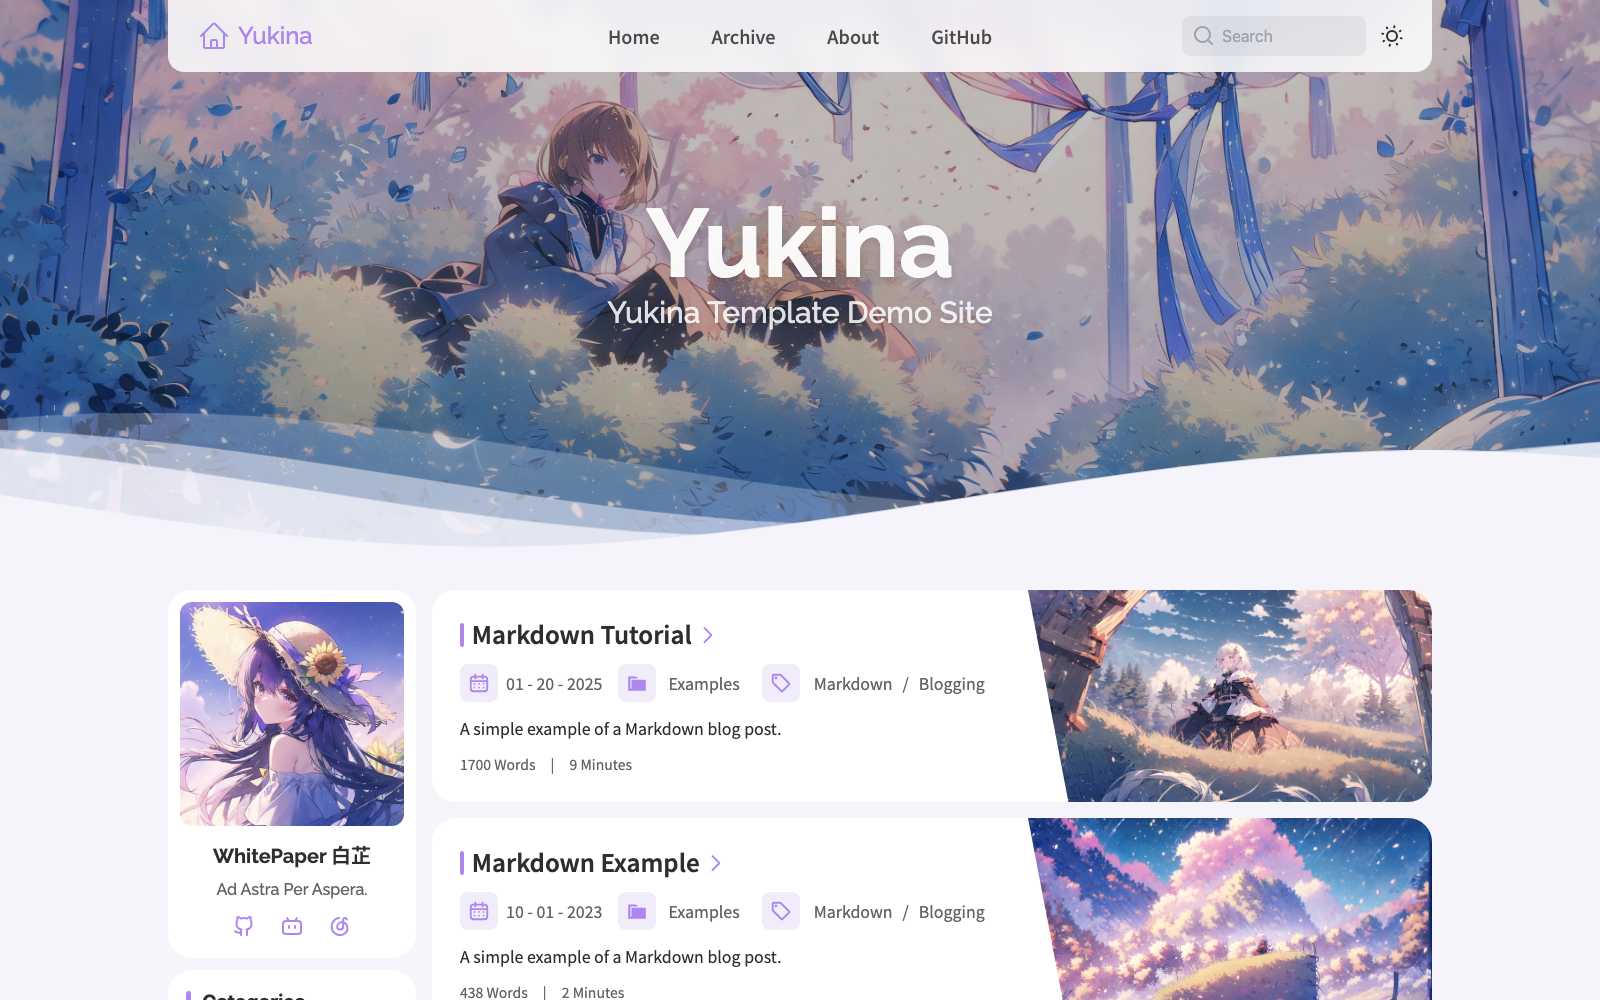 Yukina
Home
Archive
About
GitHub
Search
Yukina
Yukina Template Demo Site
WhitePaper 白芷
Ad Astra Per Aspera.
Categories
Markdown Tutorial
01 - 20 - 2025
Examples
Markdown / Blogging
A simple example of a Markdown blog post.
1700 Words | 9 Minutes
Markdown Example
10 - 01 - 2023
Examples
Markdown / Blogging
A simple example of a Markdown blog post.
438 Words | 2 Minutes